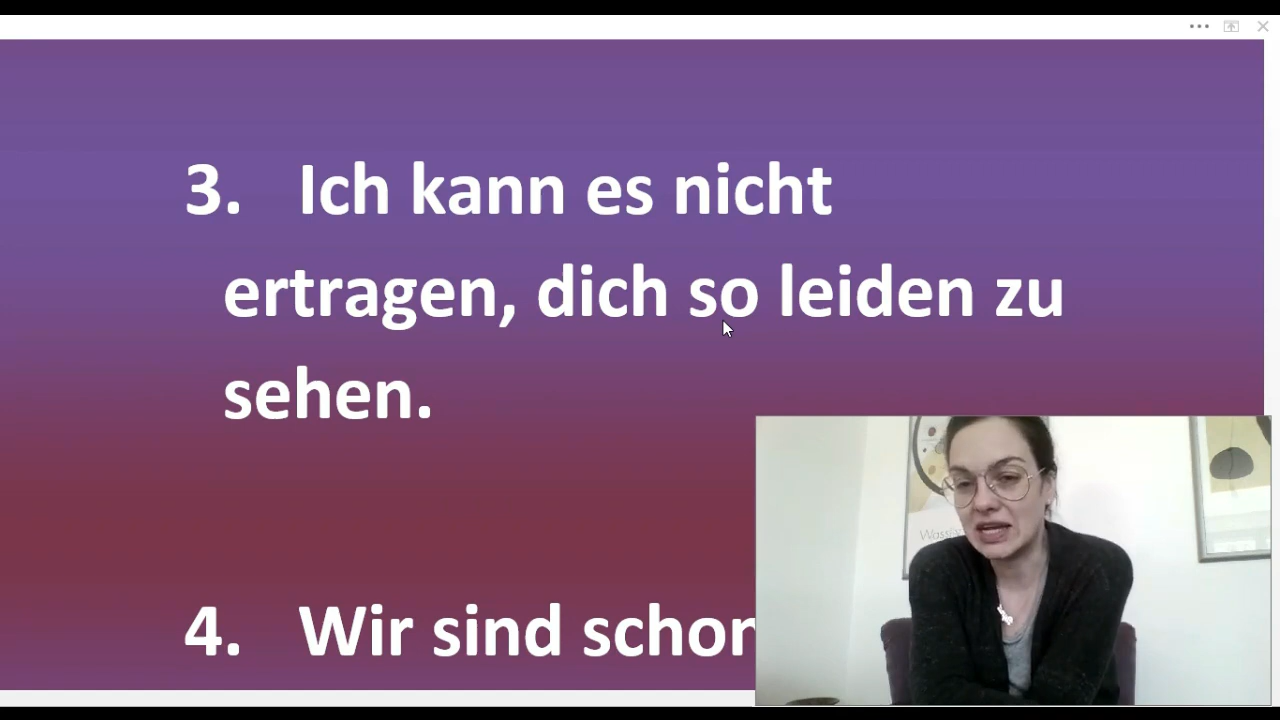 3. Ich kann es nicht
ertragen, dich so leiden zu
sehen.
4. Wir sind schon